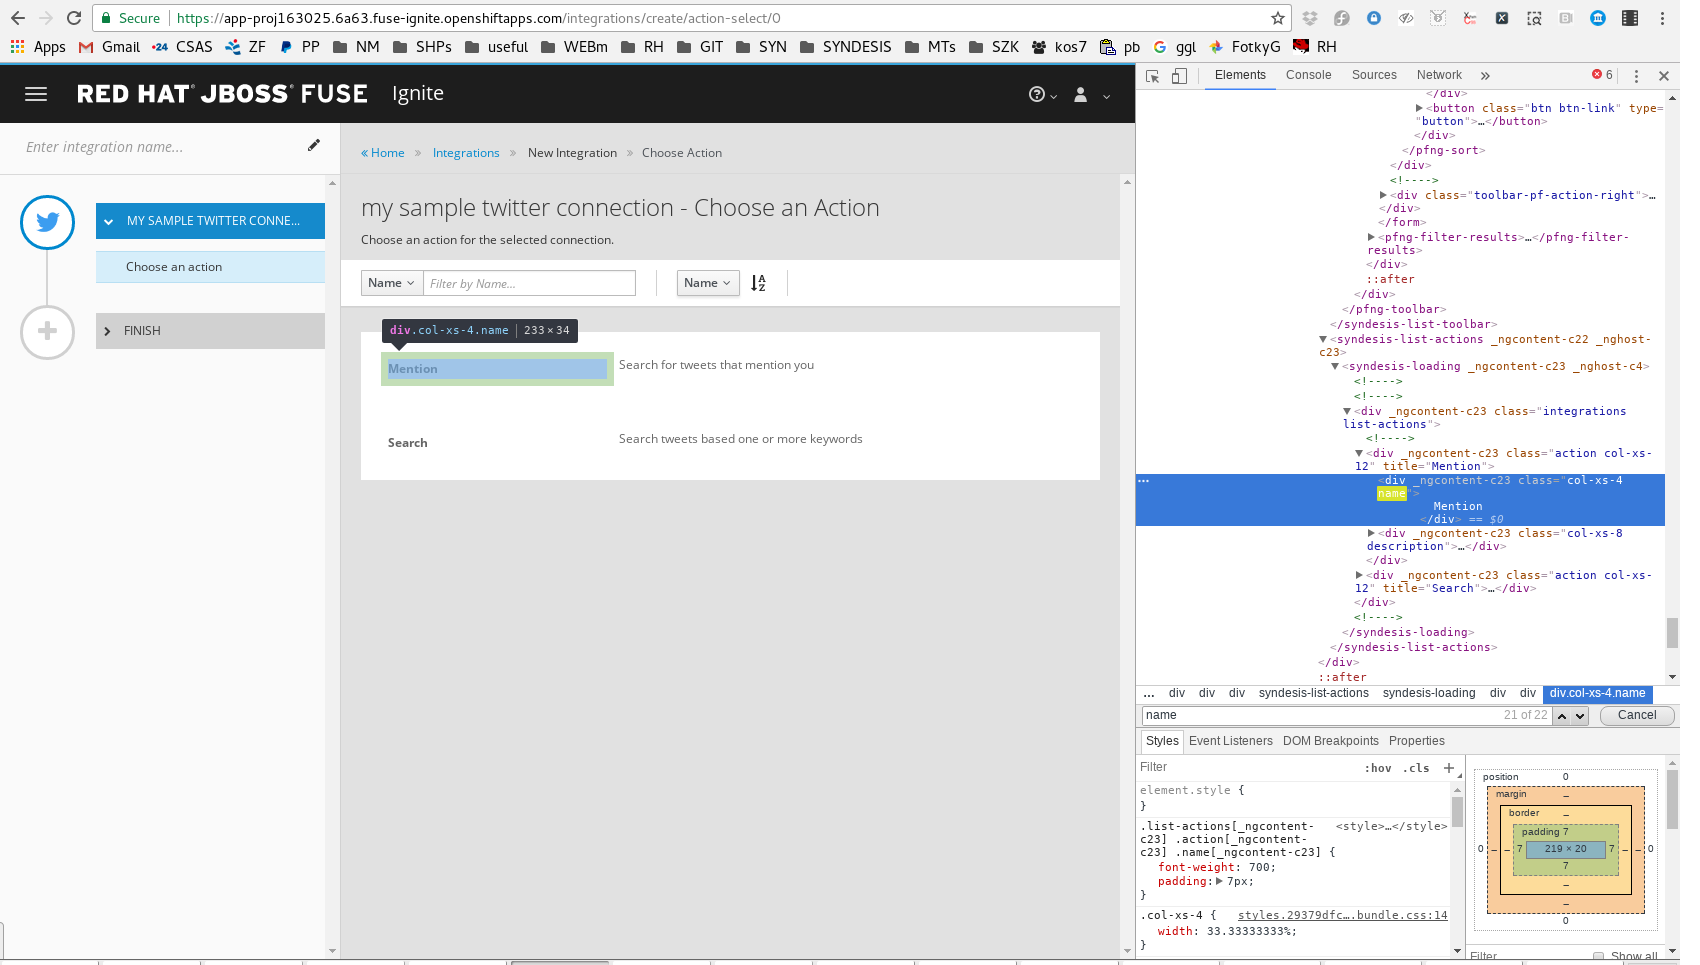 Secure
https://app-proj163025.6a63.fuse-ignite.openshiftapps.com/integrations/create/action-select/0
Apps Gmail CSAS ZF PP NM SHPs useful WEBm RH GIT SYN SYNDESIS MTs SZK kos7 pb ggl FotkyG RH
RED HAT JBOSS FUSE Ignite
Enter integration name...
MY SAMPLE TWITTER CONNE...
Choose an action
FINISH
« Home » Integrations » New Integration » Choose Action
my sample twitter connection - Choose an Action
Choose an action for the selected connection.
Name
Filter by Name...
Name
A
Z
div.col-xs-4.name | 233 × 34
Mention
Search for tweets that mention you
Search
Search tweets based one or more keywords
Elements Console Sources Network » 6
</div>
▶<button class="btn btn-link" type=
"button">…</button>
</div>
</pfng-sort>
</div>
<!---->
▶<div class="toolbar-pf-action-right">…
</div>
</form>
▶<pfng-filter-results>…</pfng-filter-
results>
</div>
::after
</div>
</pfng-toolbar>
</syndesis-list-toolbar>
▼<syndesis-list-actions _ngcontent-c22 _nghost-
c23>
▼<syndesis-loading _ngcontent-c23 _nghost-c4>
<!---->
<!---->
▼<div _ngcontent-c23 class="integrations
list-actions">
<!---->
▼<div _ngcontent-c23 class="action col-xs-
12" title="Mention">
… <div _ngcontent-c23 class="col-xs-4
name">
Mention
</div> == $0
▶<div _ngcontent-c23 class="col-xs-8
description">…</div>
</div>
▶<div _ngcontent-c23 class="action col-xs-
12" title="Search">…</div>
</div>
<!---->
</syndesis-loading>
</syndesis-list-actions>
</div>
::after
… div div div syndesis-list-actions syndesis-loading div div div.col-xs-4.name
name 21 of 22 Cancel
Styles Event Listeners DOM Breakpoints Properties
Filter :hov .cls +
element.style {
}
.list-actions[_ngcontent- <style>…</style>
c23] .action[_ngcontent-
c23] .name[_ngcontent-c23] {
font-weight: 700;
padding:▶7px;
}
.col-xs-4 { styles.29379dfc….bundle.css:14
width: 33.33333333%;
}
position 0
margin –
border –
padding 7
0 – – 7 219 × 20 7 – – 0
7
–
–
0
Filter Show all